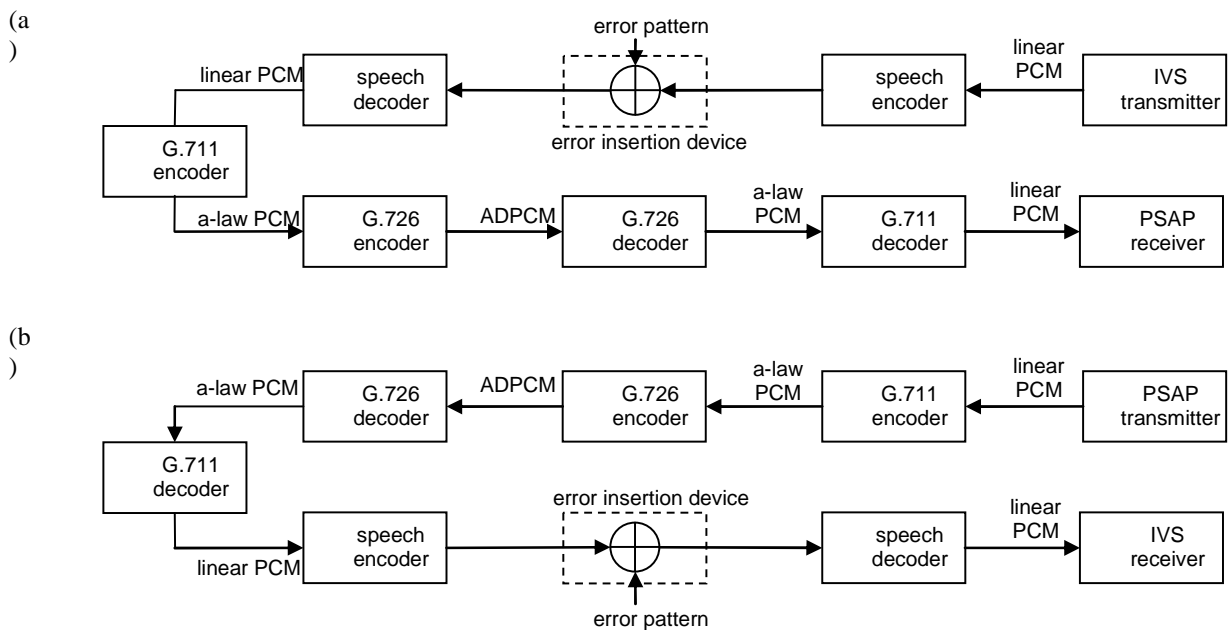 (a
)
error pattern
linear PCM
speech
decoder
error insertion device
speech
encoder
linear
PCM
IVS
transmitter
G.711
encoder
a-law PCM
G.726
encoder
ADPCM
G.726
decoder
a-law
PCM
G.711
decoder
linear
PCM
PSAP
receiver
(b
)
a-law PCM
G.726
decoder
ADPCM
G.726
encoder
a-law
PCM
G.711
encoder
linear
PCM
PSAP
transmitter
G.711
decoder
linear PCM
speech
encoder
error insertion device
error pattern
speech
decoder
linear
PCM
IVS
receiver